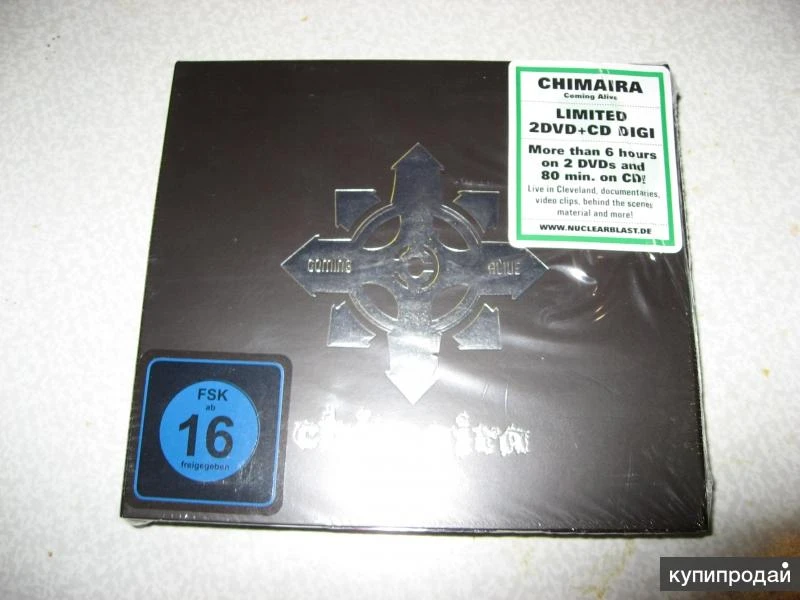 CHIMAIRA
Coming Alive
LIMITED
2DVD+CD DIGI
More than 6 hours
on 2 DVDs and
80 min. on CD!
Live in Cleveland, documentaries,
video clips, behind the scenes
material and more!
WWW.NUCLEARBLAST.DE
COMING ALIVE
FSK
ab
16
freigegeben
chimaira
купипродай